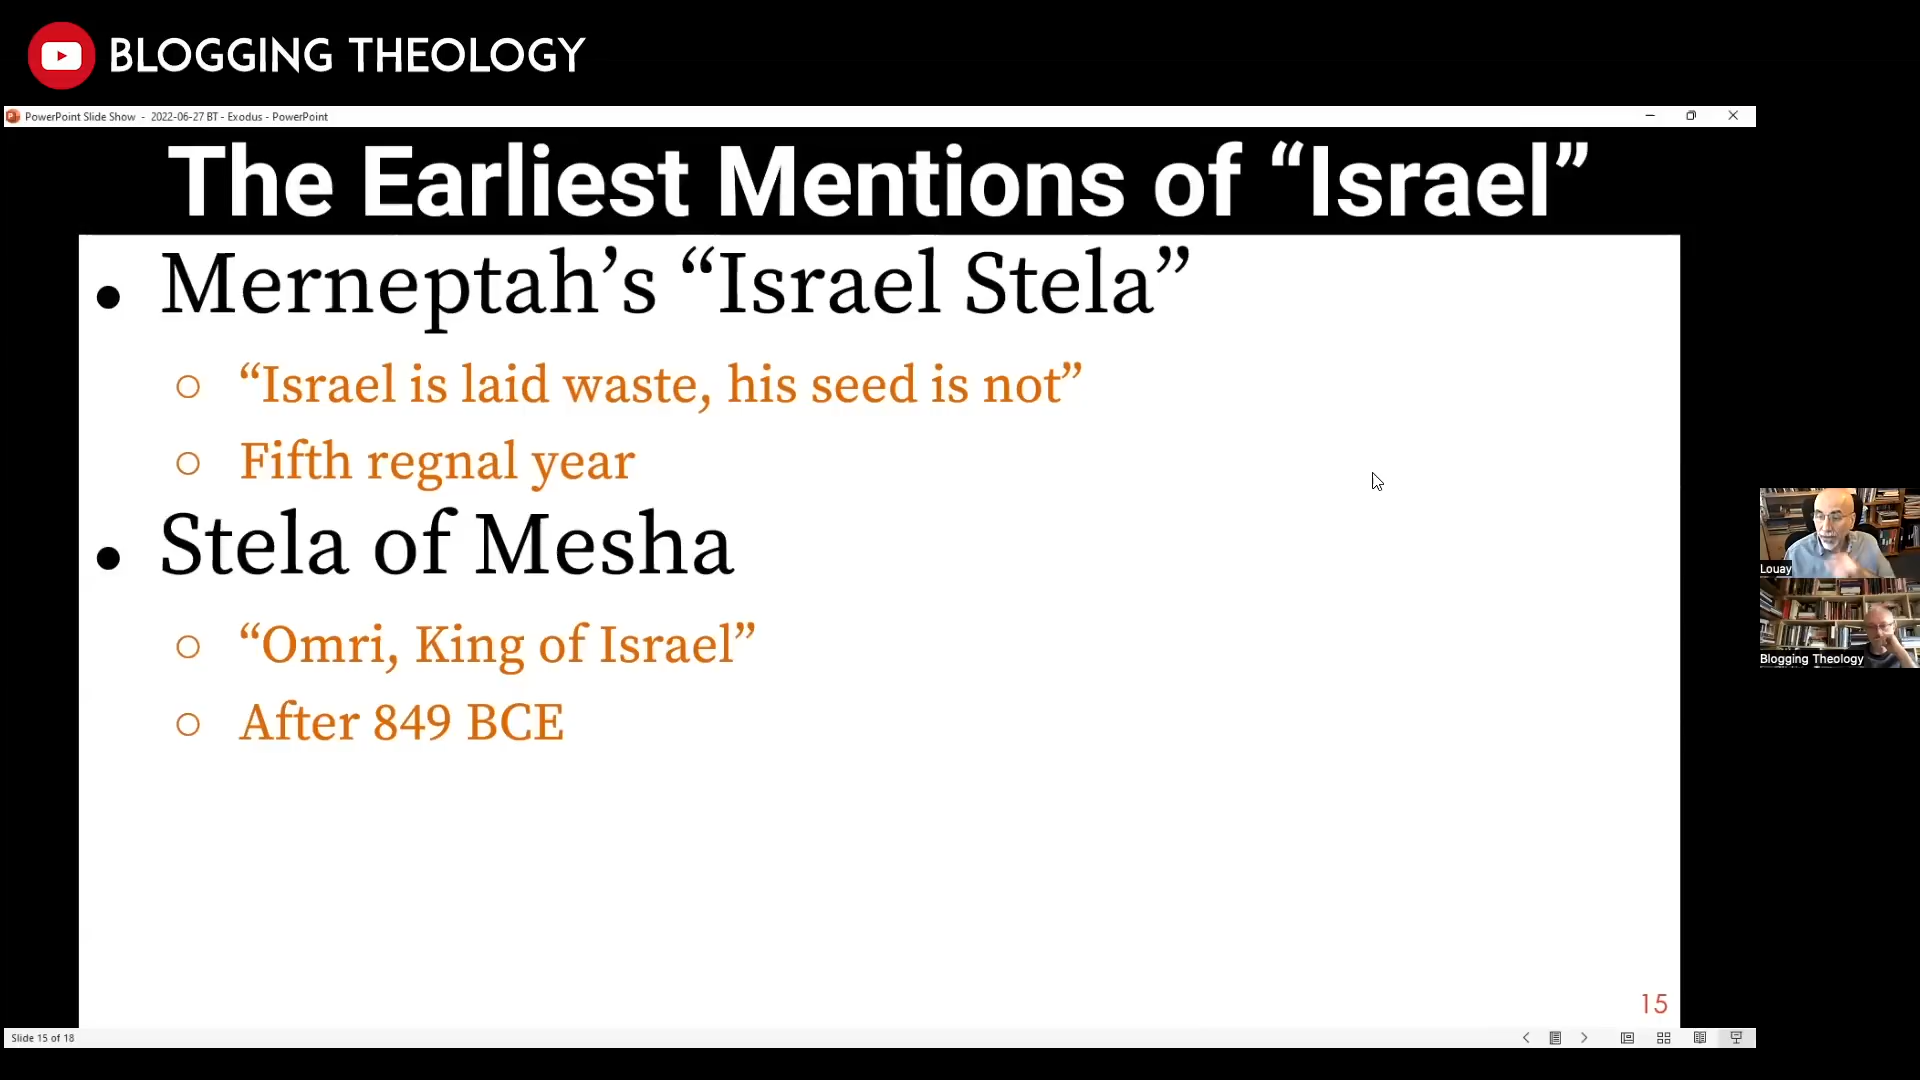 BLOGGING THEOLOGY
PowerPoint Slide Show - 2022-06-27 BT - Exodus - PowerPoint
The Earliest Mentions of “Israel”
• Merneptah’s “Israel Stela”
○ “Israel is laid waste, his seed is not”
○ Fifth regnal year
• Stela of Mesha
○ “Omri, King of Israel”
○ After 849 BCE
Louay
Blogging Theology
15
Slide 15 of 18